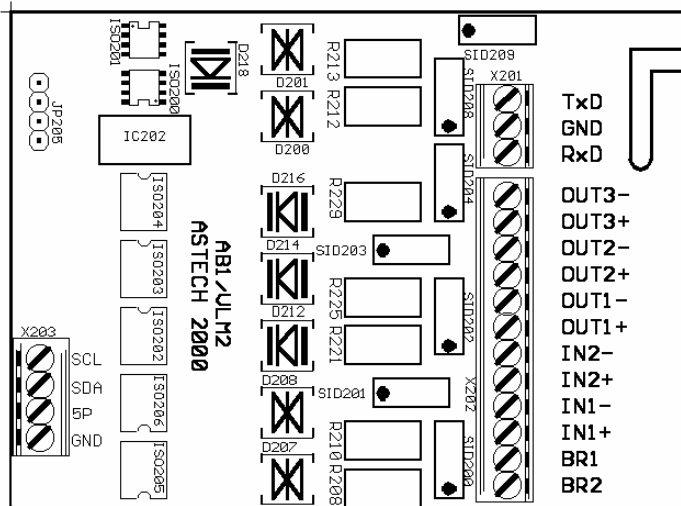 ISO201
ISO200
D218
D201
R213
SID209
X201
JP205
IC202
D200
R212
SID208
TxD
GND
RxD
ISO204
D216
R229
SID204
OUT3-
OUT3+
AB1/VLM2
ASTECH 2000
D214
SID203
OUT2-
OUT2+
ISO203
R225
OUT1-
OUT1+
X203
ISO202
D212
R221
SID202
IN2-
SCL
SDA
5P
GND
ISO206
D208
SID201
X202
IN2+
IN1-
IN1+
ISO205
D207
R210
R208
SID200
BR1
BR2